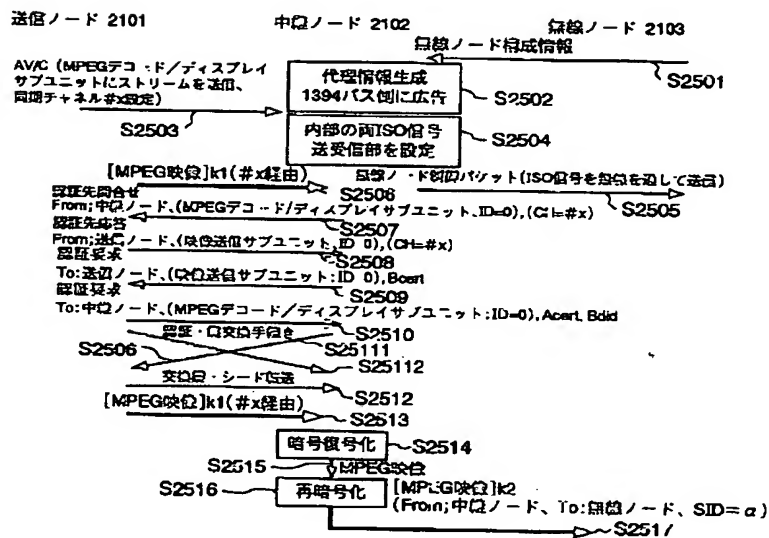 送信ノード 2101
中継ノード 2102
無線ノード 2103
無線ノード構成情報
S2501
AV/C (MPEGデコード/ディスプレイ
サブユニットにストリームを送信、
同期チャネル#x設定)
S2503
代理情報生成
1394バス側に広告
S2502
内部の両ISO信号
送受信部を設定
S2504
[MPEG映像]k1(#x経由)
S2506
無線ノード制御パケット(ISO信号を無線を通して送信)
S2505
認証先問合せ
From;中継ノード、(MPEGデコード/ディスプレイサブユニット、ID=0),(CH=#x)
S2507
認証先応答
From;送信ノード、(映像送信サブユニット;ID=0),(CH=#x)
S2508
認証要求
To:送信ノード、(映像送信サブユニット:ID=0),Bcert
S2509
認証要求
To:中継ノード、(MPEGデコード/ディスプレイサブユニット:ID=0),Acert, Bdid
S2510
認証・鍵交換手続き
S25111
S2506
S25112
交換鍵・シード転送
S2512
[MPEG映像]k1(#x経由)
S2513
暗号復号化
S2514
S2515
MPEG映像
S2516
再暗号化
[MPEG映像]k2
(From;中継ノード、To:無線ノード、SID=α)
S2517